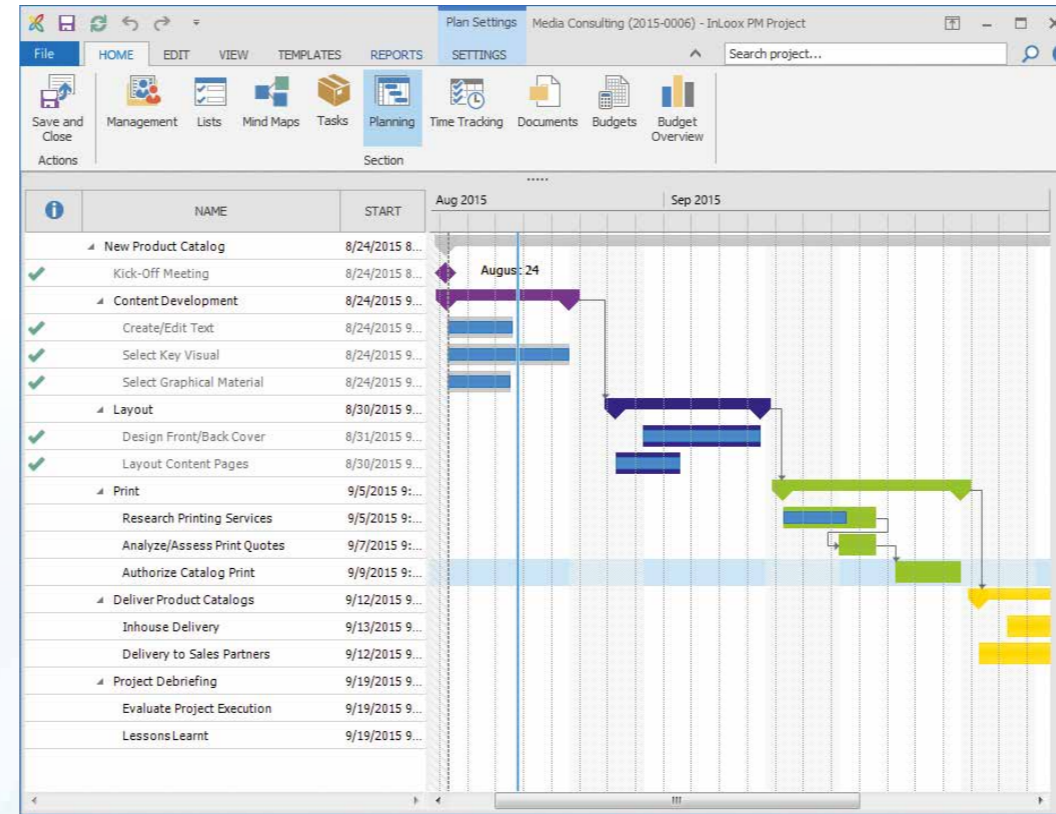 Plan Settings Media Consulting (2015-0006) - InLoox PM Project
File HOME EDIT VIEW TEMPLATES REPORTS SETTINGS Search project...
Save and Close Management Lists Mind Maps Tasks Planning Time Tracking Documents Budgets Budget Overview
Actions Section
NAME START Aug 2015 Sep 2015
New Product Catalog 8/24/2015 8...
Kick-Off Meeting 8/24/2015 8... August 24
Content Development 8/24/2015 9...
Create/Edit Text 8/24/2015 9...
Select Key Visual 8/24/2015 9...
Select Graphical Material 8/24/2015 9...
Layout 8/30/2015 9...
Design Front/Back Cover 8/31/2015 9...
Layout Content Pages 8/30/2015 9...
Print 9/5/2015 9:...
Research Printing Services 9/5/2015 9:...
Analyze/Assess Print Quotes 9/7/2015 9:...
Authorize Catalog Print 9/9/2015 9:...
Deliver Product Catalogs 9/12/2015 9...
Inhouse Delivery 9/13/2015 9...
Delivery to Sales Partners 9/12/2015 9...
Project Debriefing 9/19/2015 9...
Evaluate Project Execution 9/19/2015 9...
Lessons Learnt 9/19/2015 9...